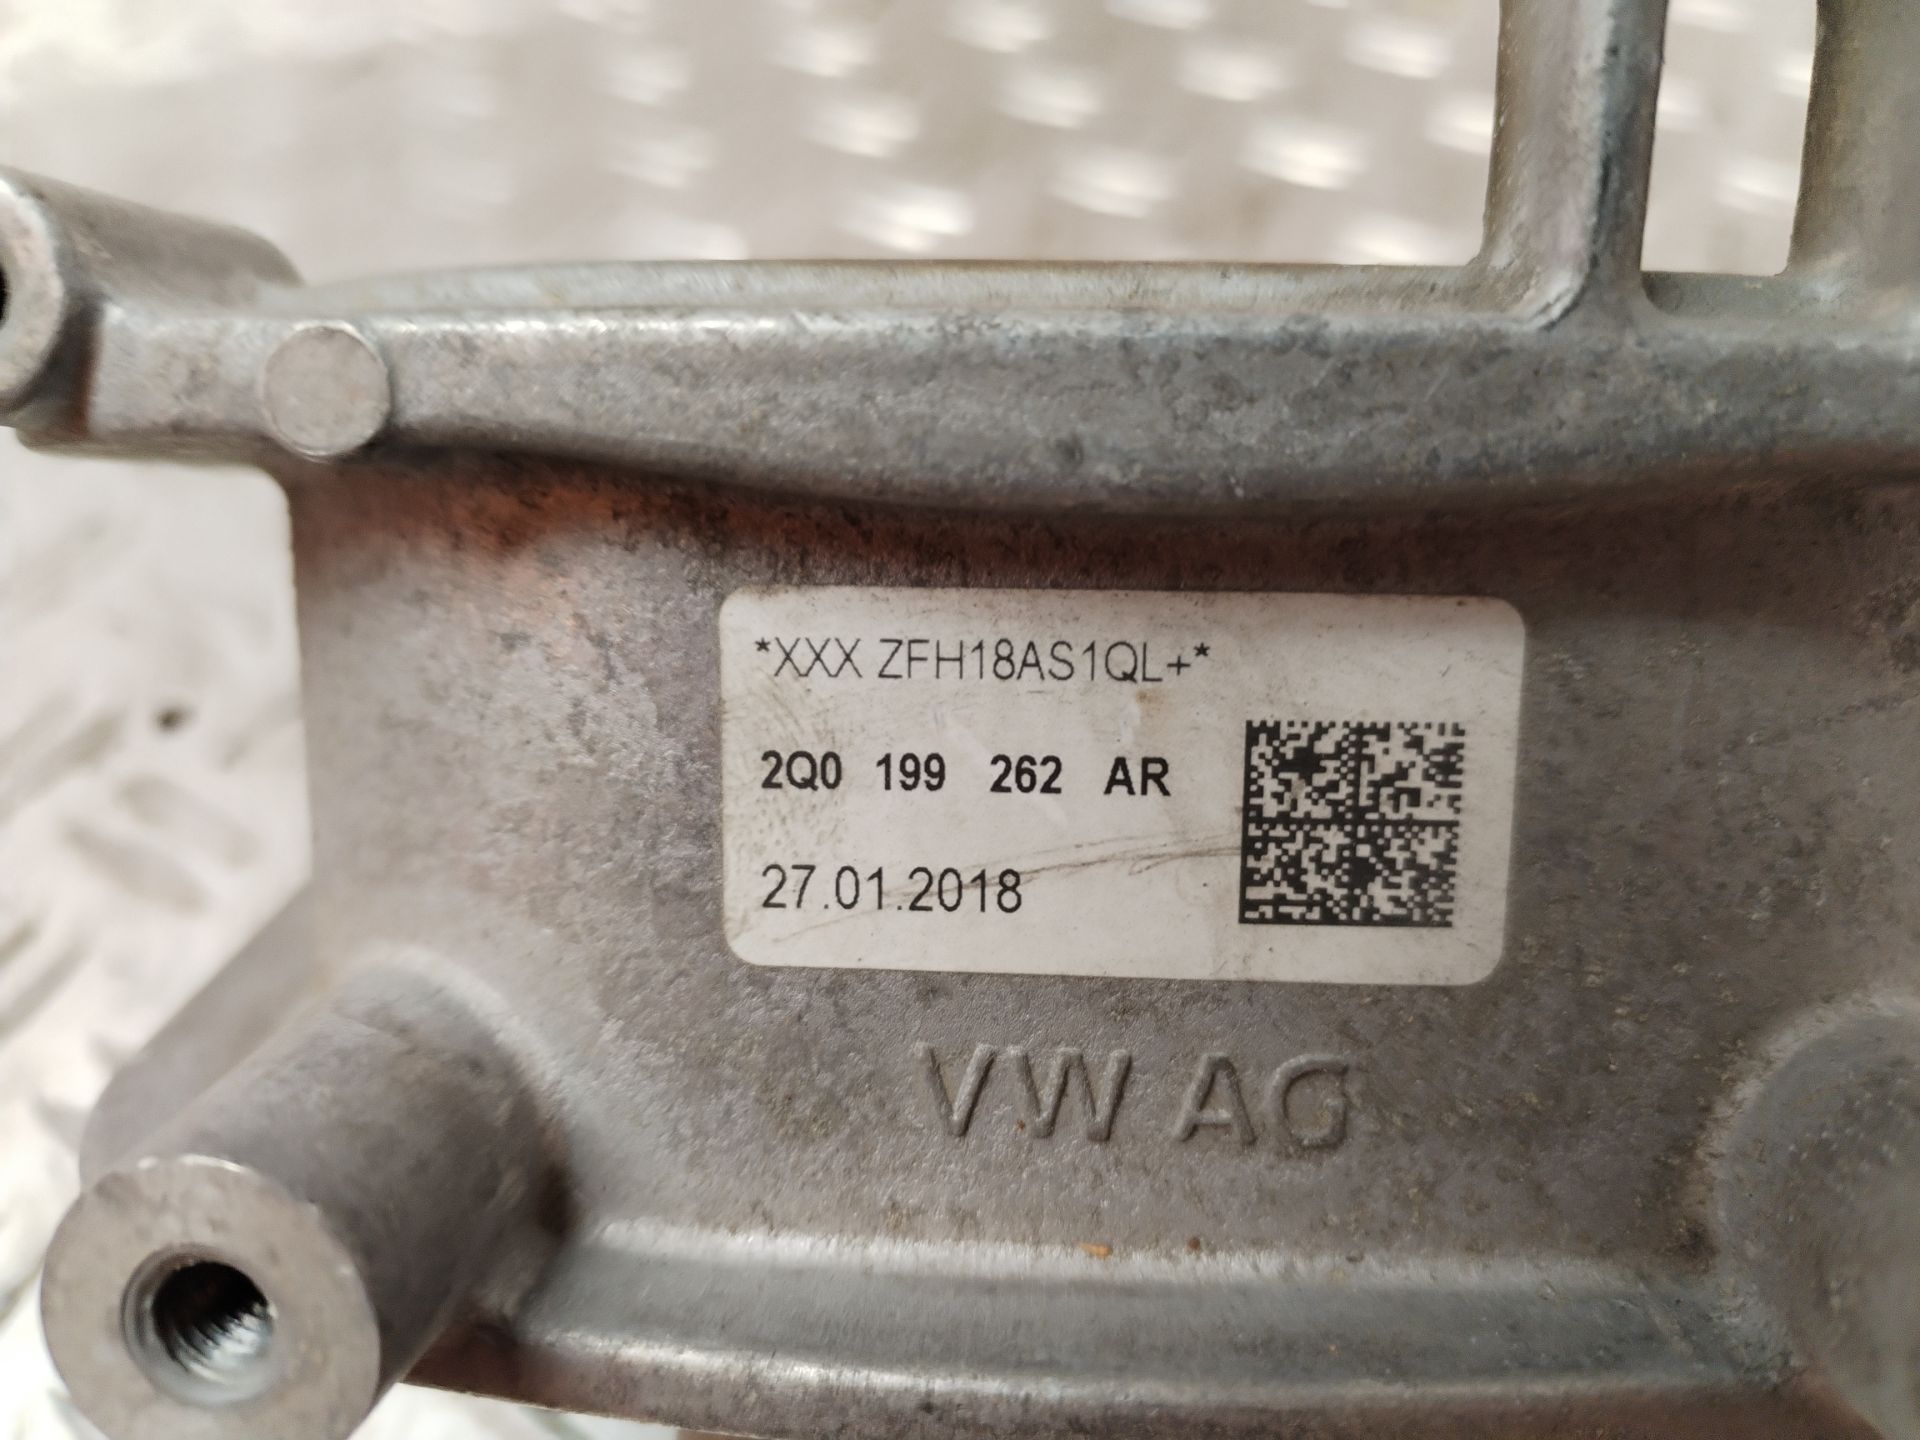 *XXX ZFH18AS1QL+*
2Q0 199 262 AR
27.01.2018
VW AG